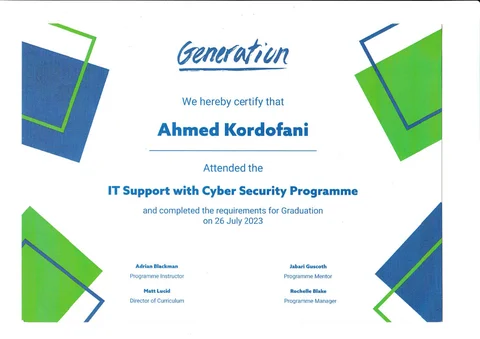 Generation
We hereby certify that
Ahmed Kordofani
Attended the
IT Support with Cyber Security Programme
and completed the requirements for Graduation
on 26 July 2023
Adrian Blackman
Programme Instructor
Jabari Guscoth
Programme Mentor
Matt Lucid
Director of Curriculum
Rochelle Blake
Programme Manager